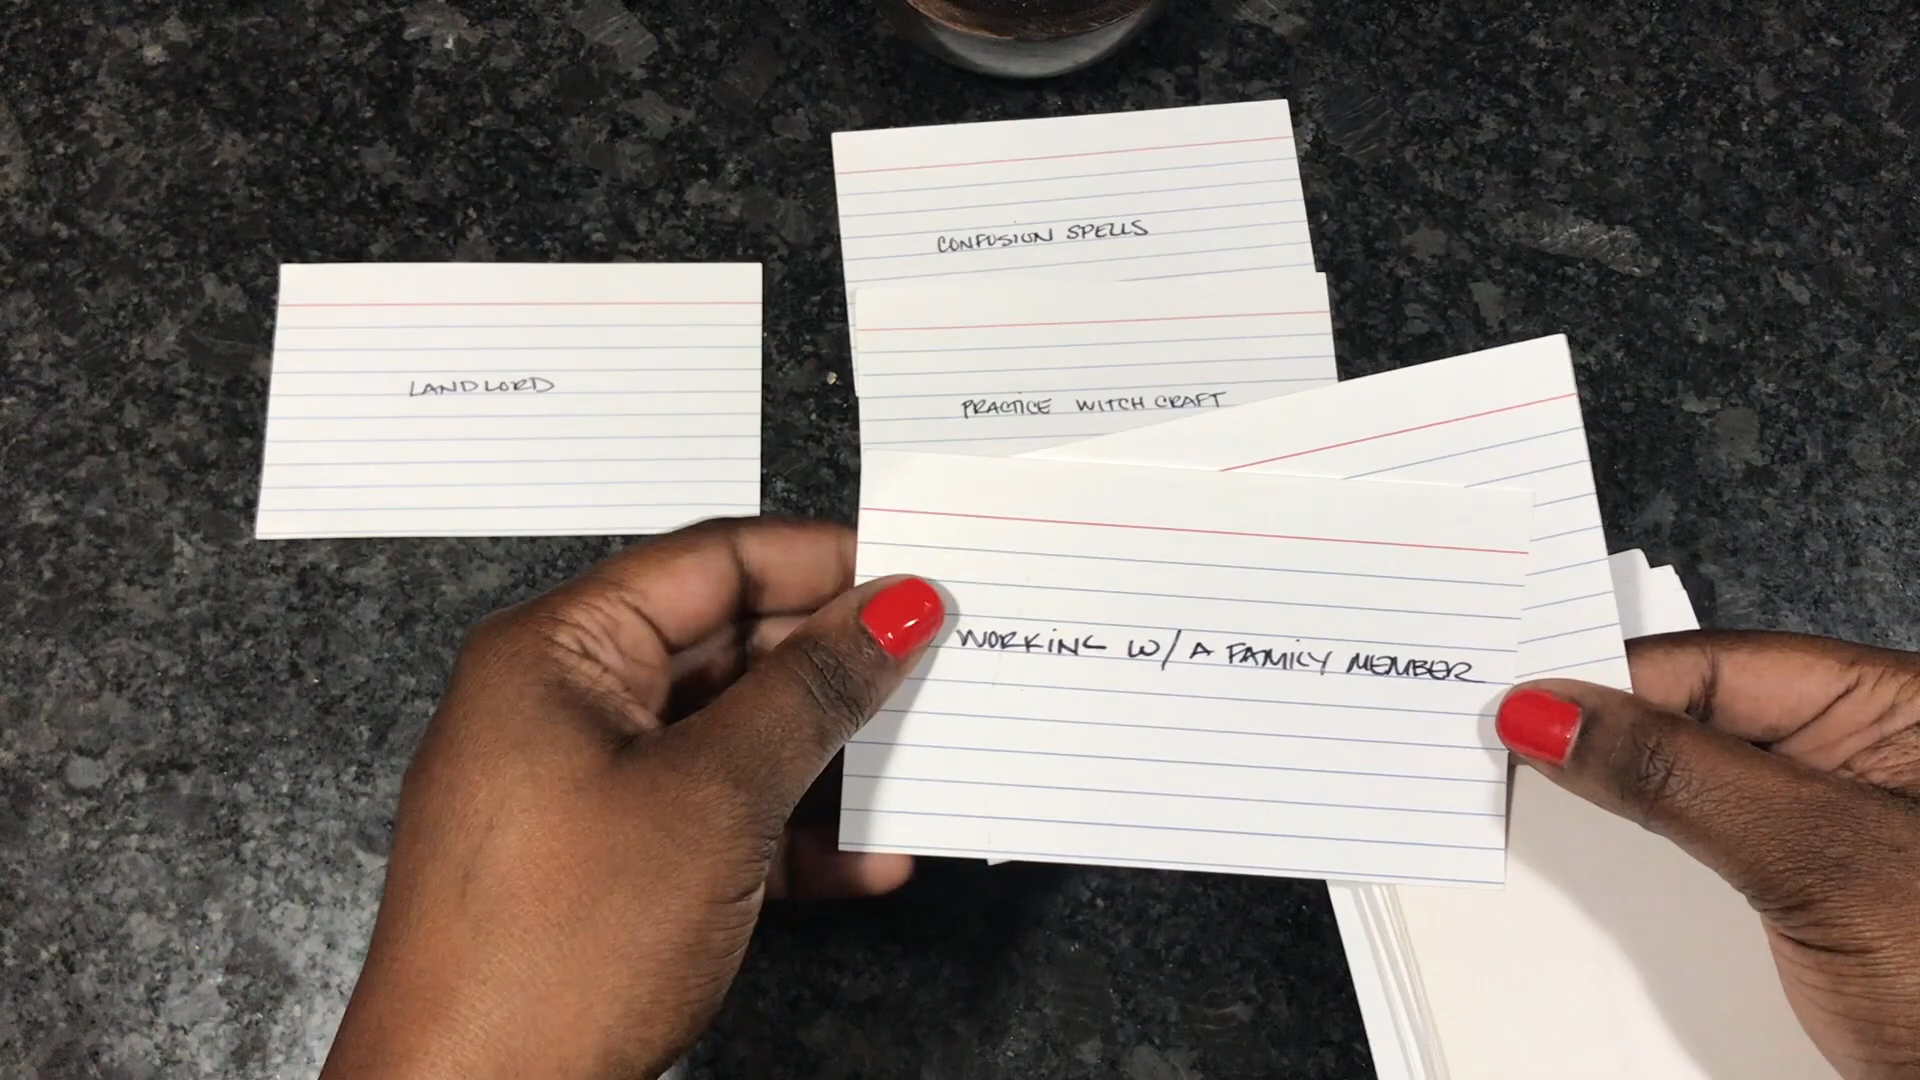 CONFUSION SPELLS
LANDLORD
PRACTICE WITCH CRAFT
WORKING W/ A FAMILY MEMBER